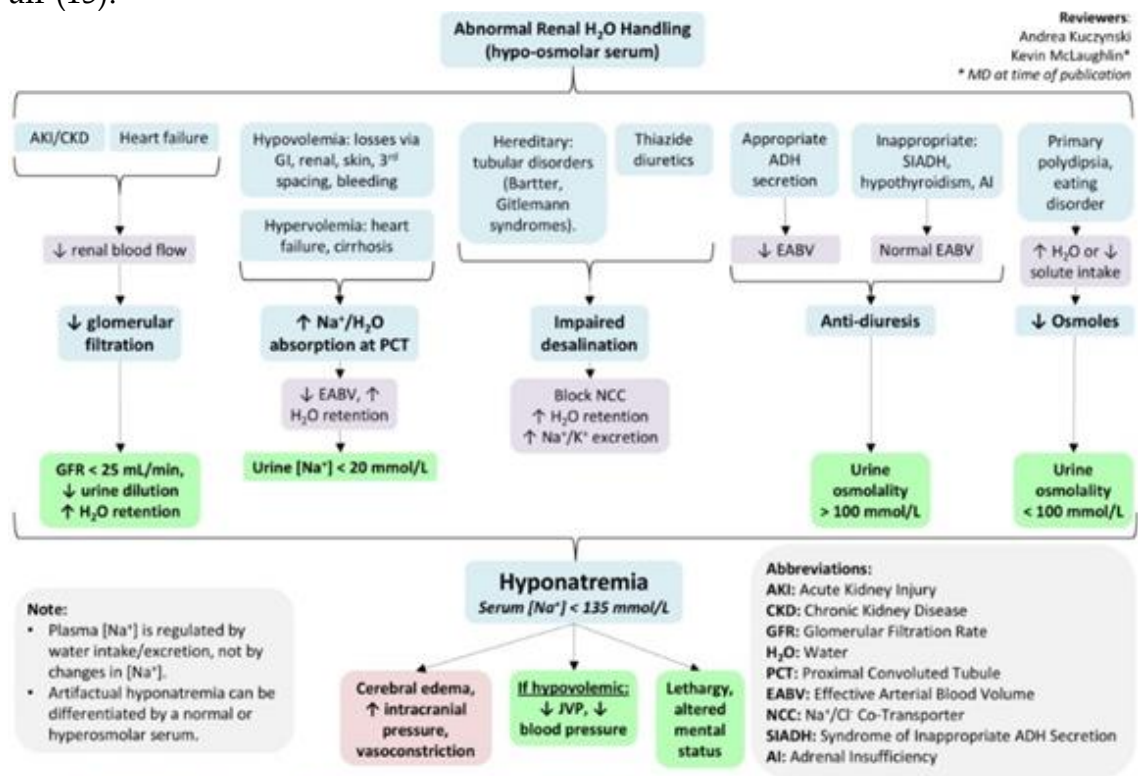 Abnormal Renal H₂O Handling
(hypo-osmolar serum)
Reviewers:
Andrea Kuczynski
Kevin McLaughlin*
* MD at time of publication
AKI/CKD
Heart failure
Hypovolemia: losses via
GI, renal, skin, 3rd
spacing, bleeding
Hypervolemia: heart
failure, cirrhosis
Hereditary:
tubular disorders
(Bartter,
Gitlemann
syndromes).
Thiazide
diuretics
Appropriate
ADH
secretion
Inappropriate:
SIADH,
hypothyroidism, AI
Primary
polydipsia,
eating
disorder
↓ renal blood flow
↓ EABV
Normal EABV
↑ H₂O or ↓
solute intake
↓ glomerular
filtration
↑ Na⁺/H₂O
absorption at PCT
Impaired
desalination
Anti-diuresis
↓ Osmoles
↓ EABV, ↑
H₂O retention
Block NCC
↑ H₂O retention
↑ Na⁺/K⁺ excretion
GFR < 25 mL/min,
↓ urine dilution
↑ H₂O retention
Urine [Na⁺] < 20 mmol/L
Urine
osmolality
> 100 mmol/L
Urine
osmolality
< 100 mmol/L
Hyponatremia
Serum [Na⁺] < 135 mmol/L
Note:
• Plasma [Na⁺] is regulated by
water intake/excretion, not by
changes in [Na⁺].
• Artifactual hyponatremia can be
differentiated by a normal or
hyperosmolar serum.
Cerebral edema,
↑ intracranial
pressure,
vasoconstriction
If hypovolemic:
↓ JVP, ↓
blood pressure
Lethargy,
altered
mental
status
Abbreviations:
AKI: Acute Kidney Injury
CKD: Chronic Kidney Disease
GFR: Glomerular Filtration Rate
H₂O: Water
PCT: Proximal Convoluted Tubule
EABV: Effective Arterial Blood Volume
NCC: Na⁺/Cl⁻ Co-Transporter
SIADH: Syndrome of Inappropriate ADH Secretion
AI: Adrenal Insufficiency